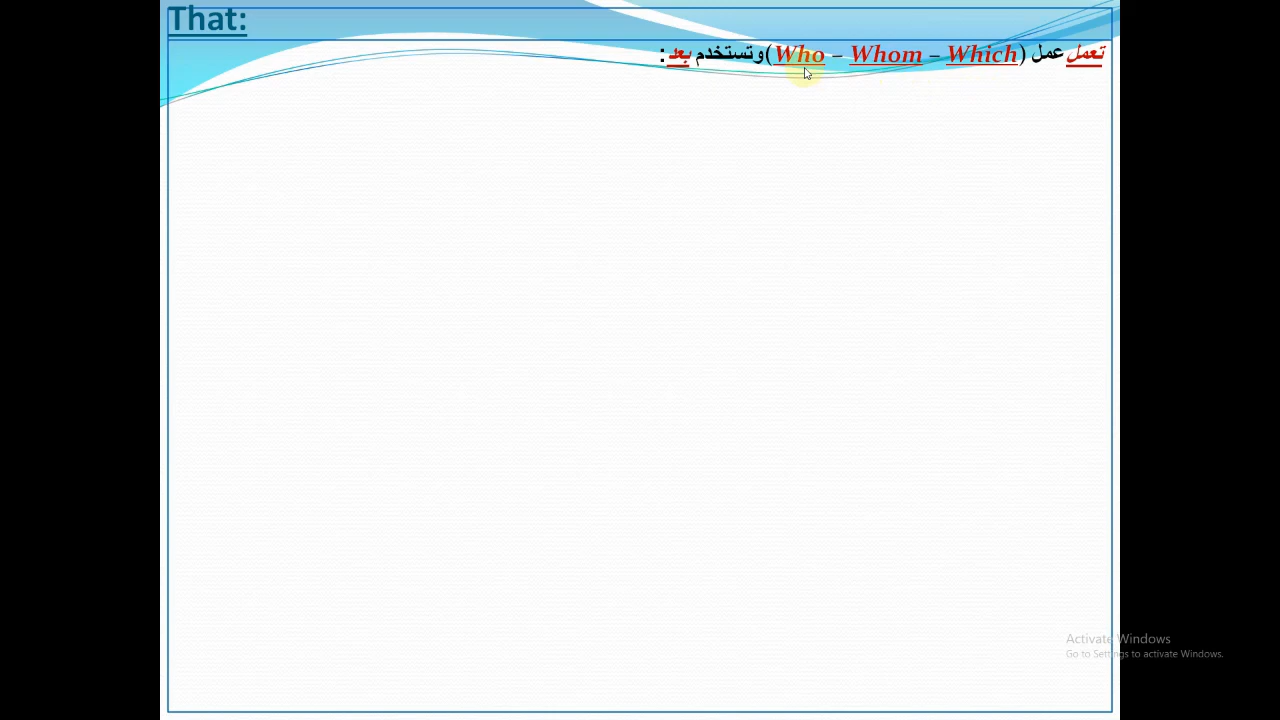 That:
تعمل عمل (Who – Whom – Which) وتستخدم بعد :
Activate Windows
Go to Settings to activate Windows.